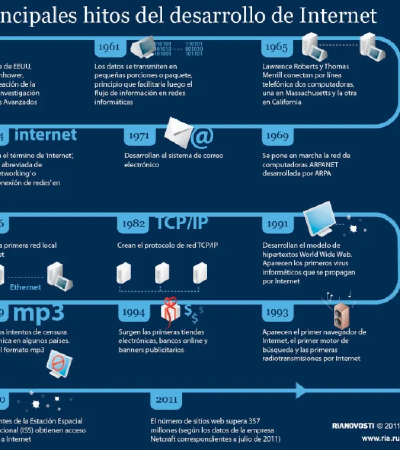 ncipales hitos del desarrollo de Internet
de EEUU,
nhower,
eación de la
nvestigación
s Avanzados
1961
Los datos se transmiten en
pequeñas porciones o paquete,
principio que facilitaría luego el
flujo de información en redes
informáticas
1965
Lawrence Roberts y Thomas
Merrill conectan por línea
telefónica dos computadoras,
una en Massachusetts y la otra
en California
4 internet
n el término de 'Internet',
abreviada de
etworking' o
onexión de redes' en
1971
@
Desarrollan el sistema de correo
electrónico
1969
Se pone en marcha la red de
computadoras ARPANET
desarrollada por ARPA
6
a primera red local
et
Ethernet
1982 TCP/IP
Crean el protocolo de red TCP/IP
1991
Desarrollan el modelo de
hipertextos World Wide Web.
Aparecen los primeros virus
informáticos que se propagan
por Internet
9 mp3
os intentos de censura
nica en algunos países.
l formato mp3
1994
$
$
$
Surgen las primeras tiendas
electrónicas, bancos online y
banners publicitarios
1993
Aparecen el primer navegador de
Internet, el primer motor de
búsqueda y las primeras
radiotransmisiones por Internet
0
ntes de la Estación Espacial
cional (ISS) obtienen acceso
a Internet
2011
El número de sitios web supera 357
millones (según los datos de la empresa
Netcraft correspondientes a julio de 2011)
RIANOVOSTI © 2011
www.ria.ru